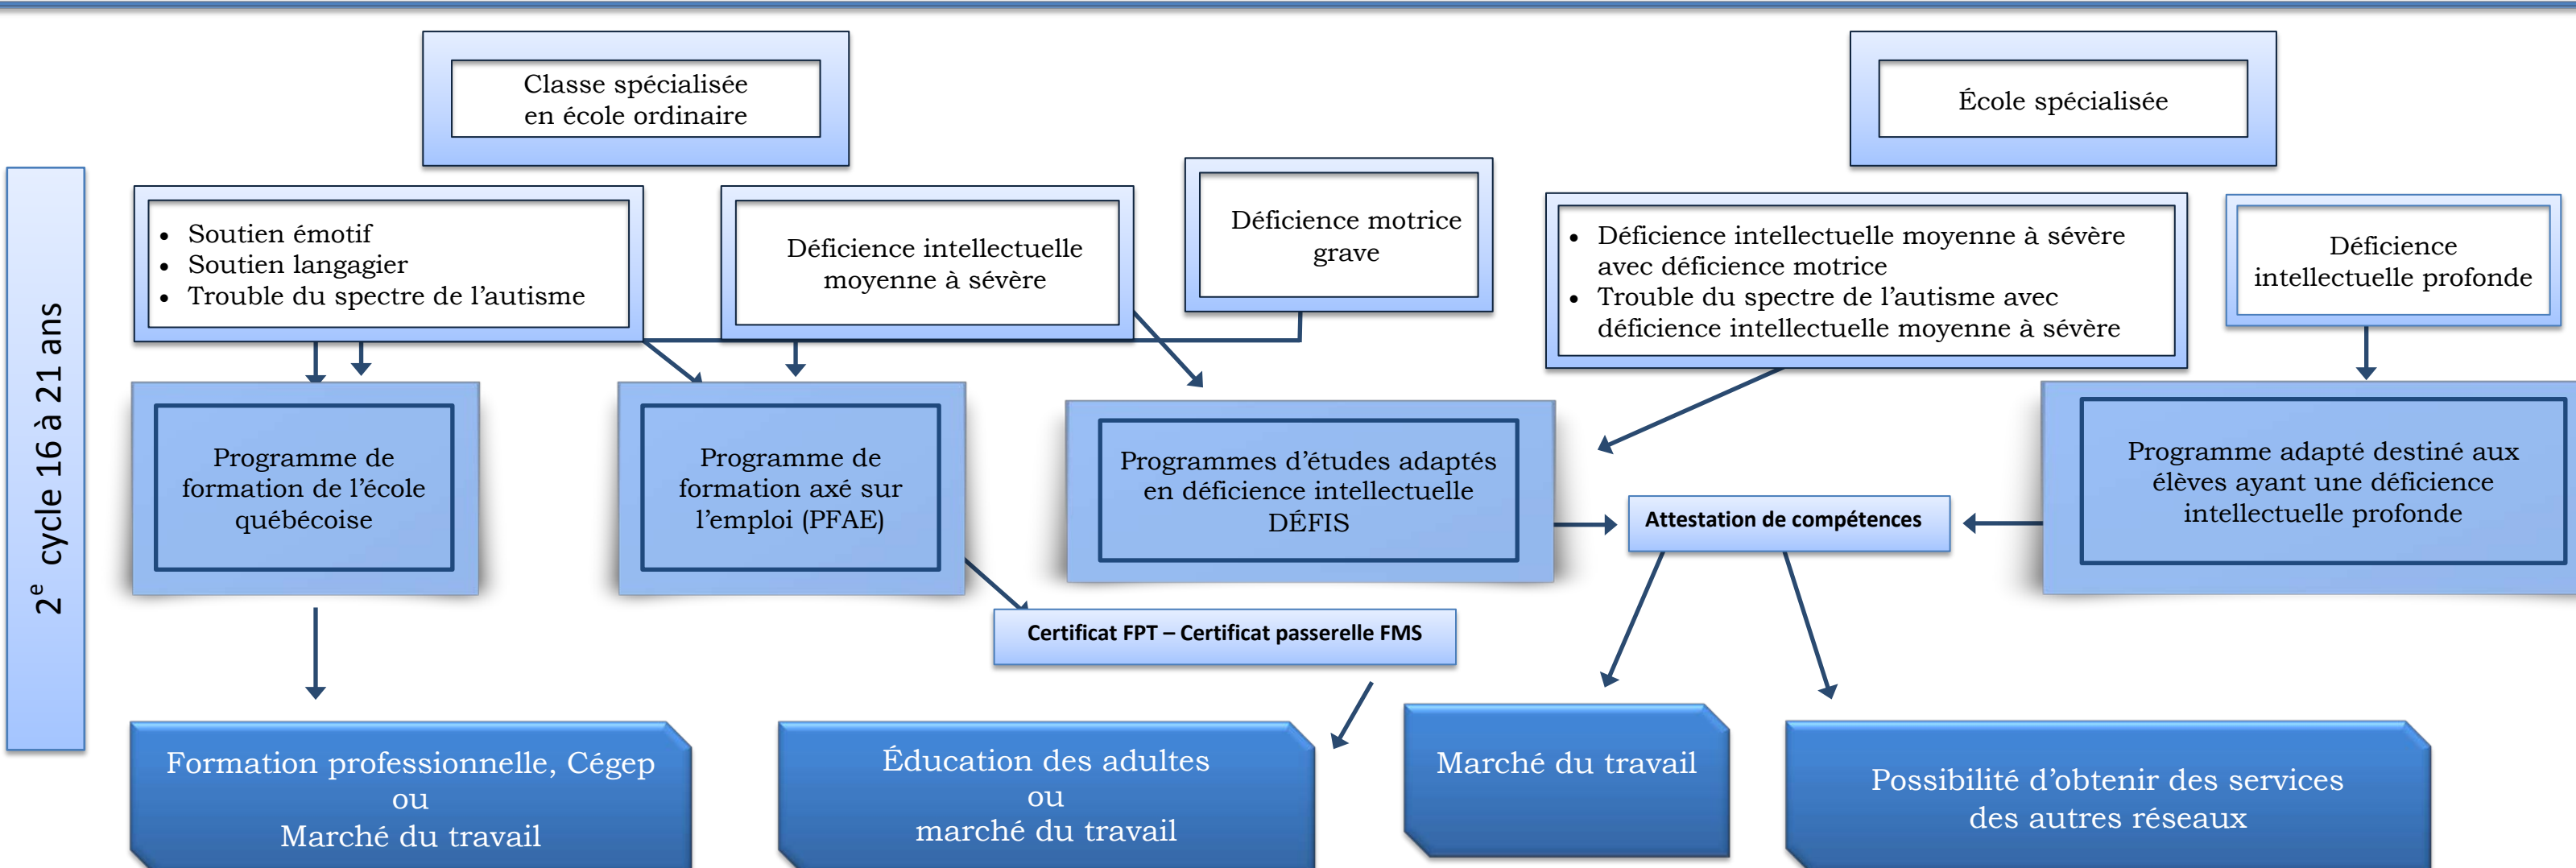 Classe spécialisée
en école ordinaire
École spécialisée
2e cycle 16 à 21 ans
• Soutien émotif
• Soutien langagier
• Trouble du spectre de l’autisme
Déficience intellectuelle
moyenne à sévère
Déficience motrice
grave
• Déficience intellectuelle moyenne à sévère
avec déficience motrice
• Trouble du spectre de l’autisme avec
déficience intellectuelle moyenne à sévère
Déficience
intellectuelle profonde
Programme de
formation de l’école
québécoise
Programme de
formation axé sur
l’emploi (PFAE)
Programmes d’études adaptés
en déficience intellectuelle
DÉFIS
Attestation de compétences
Programme adapté destiné aux
élèves ayant une déficience
intellectuelle profonde
Certificat FPT – Certificat passerelle FMS
Formation professionnelle, Cégep
ou
Marché du travail
Éducation des adultes
ou
marché du travail
Marché du travail
Possibilité d’obtenir des services
des autres réseaux